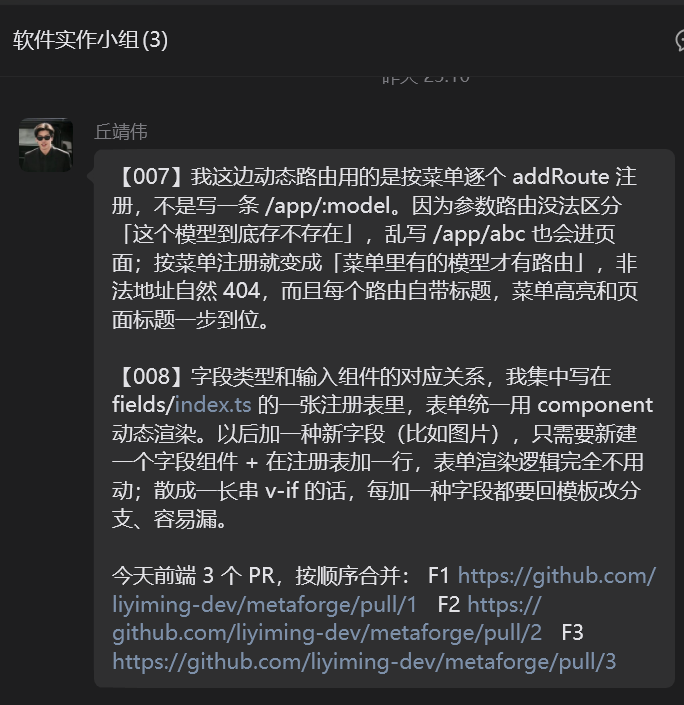 软件实作小组(3)
丘靖伟
【007】我这边动态路由用的是按菜单逐个 addRoute 注
册，不是写一条 /app/:model。因为参数路由没法区分
「这个模型到底存不存在」，乱写 /app/abc 也会进页
面；按菜单注册就变成「菜单里有的模型才有路由」，非
法地址自然 404，而且每个路由自带标题，菜单高亮和页
面标题一步到位。
【008】字段类型和输入组件的对应关系，我集中写在
fields/index.ts 的一张注册表里，表单统一用 component
动态渲染。以后加一种新字段（比如图片），只需要新建
一个字段组件 + 在注册表加一行，表单渲染逻辑完全不用
动；散成一长串 v-if 的话，每加一种字段都要回模板改分
支、容易漏。
今天前端 3 个 PR，按顺序合并： F1 https://github.com/
liyiming-dev/metaforge/pull/1 F2 https://
github.com/liyiming-dev/metaforge/pull/2 F3
https://github.com/liyiming-dev/metaforge/pull/3